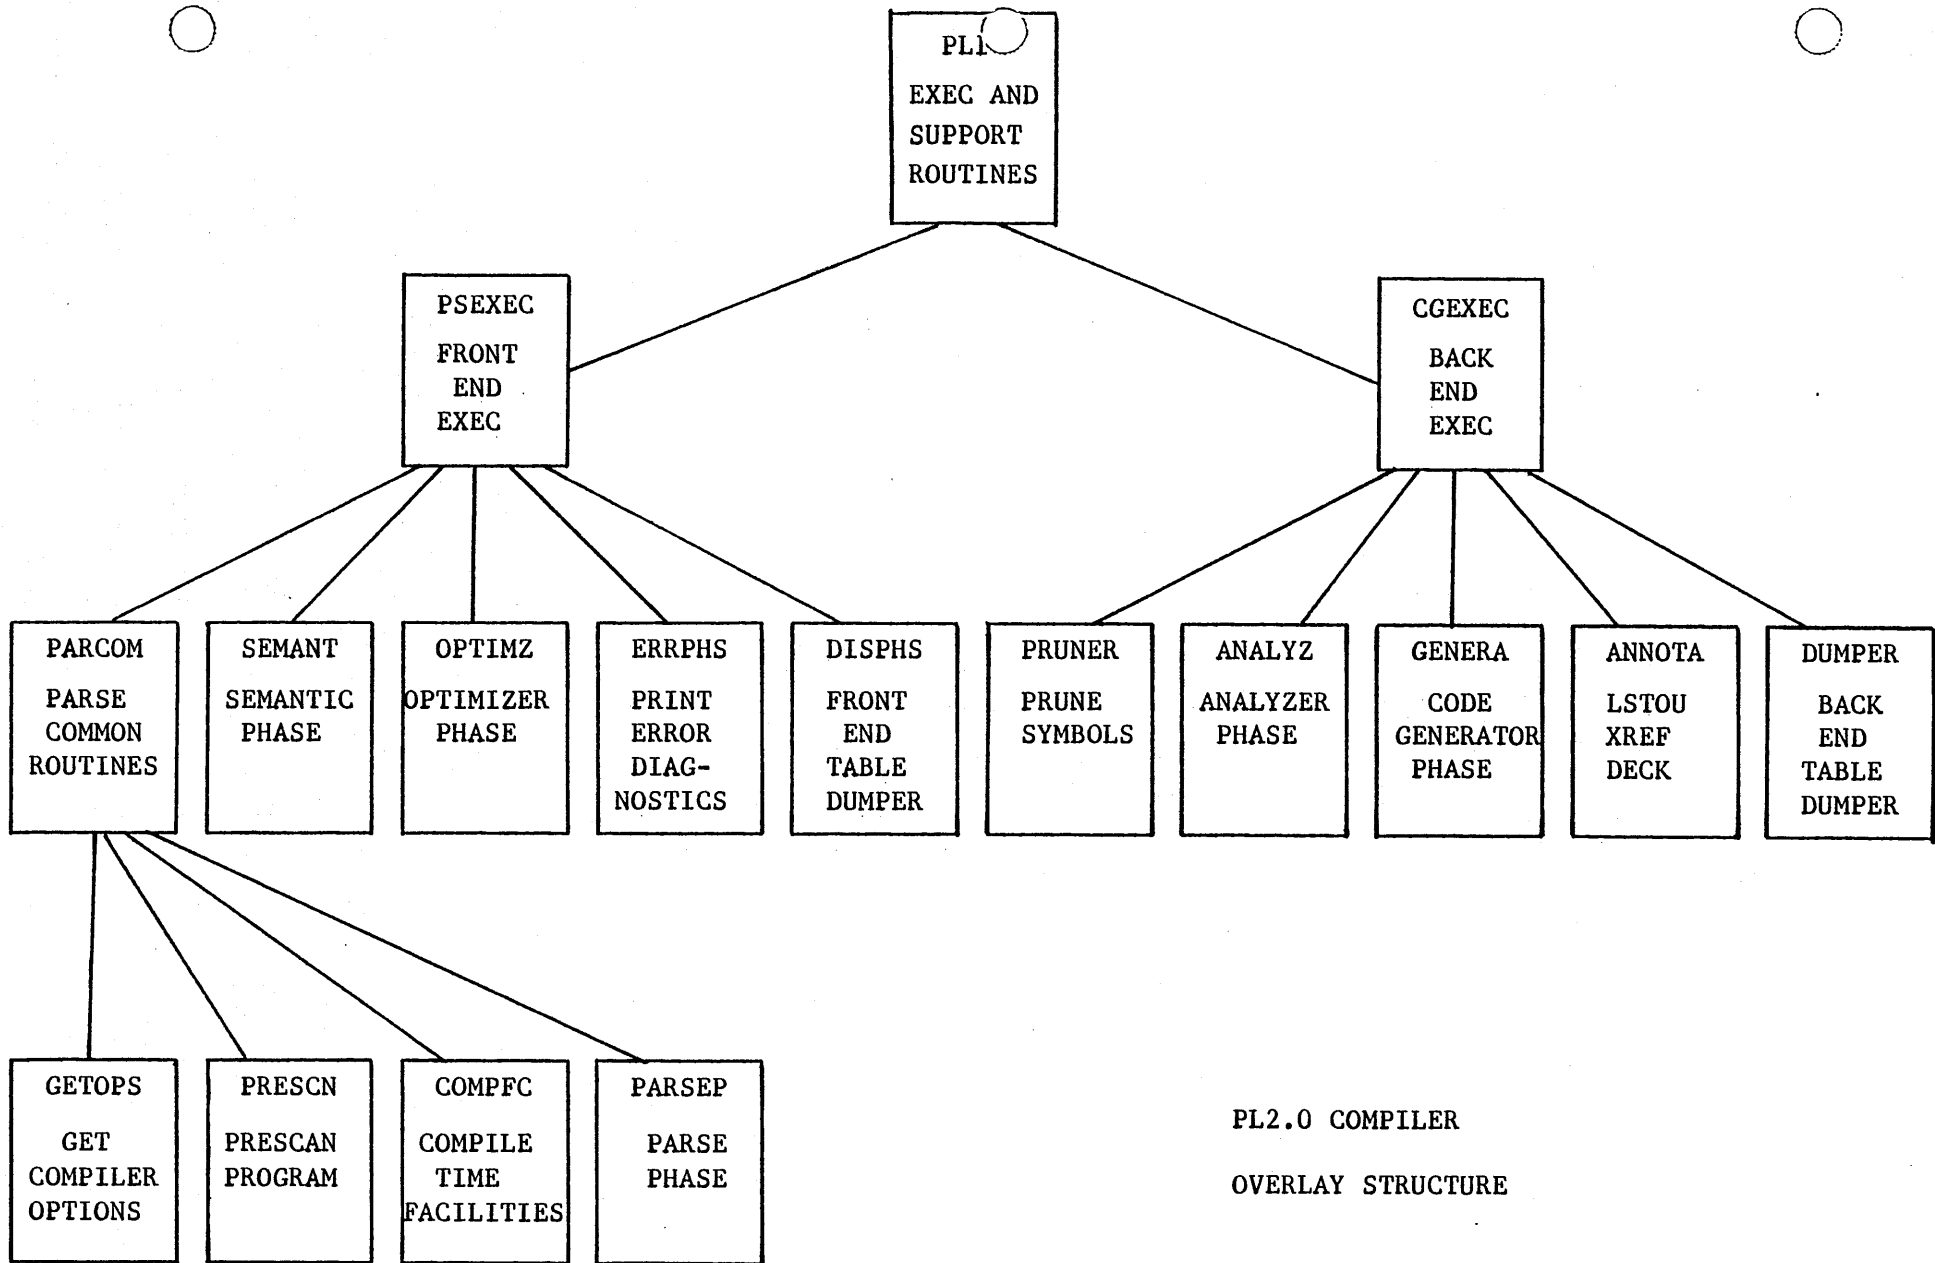 EXEC AND
SUPPORT
ROUTINES
PSEXEC
FRONT
END
EXEC
CGEXEC
BACK
END
EXEC
PARCOM
PARSE
COMMON
ROUTINES
SEMANT
SEMANTIC
PHASE
OPTIMZ
OPTIMIZER
PHASE
ERRPHS
PRINT
ERROR
DIAG-
NOSTICS
DISPHS
FRONT
END
TABLE
DUMPER
PRUNER
PRUNE
SYMBOLS
ANALYZ
ANALYZER
PHASE
GENERA
CODE
GENERATOR
PHASE
ANNOTA
LSTOU
XREF
DECK
DUMPER
BACK
END
TABLE
DUMPER
GETOPS
GET
COMPILER
OPTIONS
PRESCN
PRESCAN
PROGRAM
COMPFC
COMPILE
TIME
FACILITIES
PARSEP
PARSE
PHASE
PL2.0 COMPILER
OVERLAY STRUCTURE